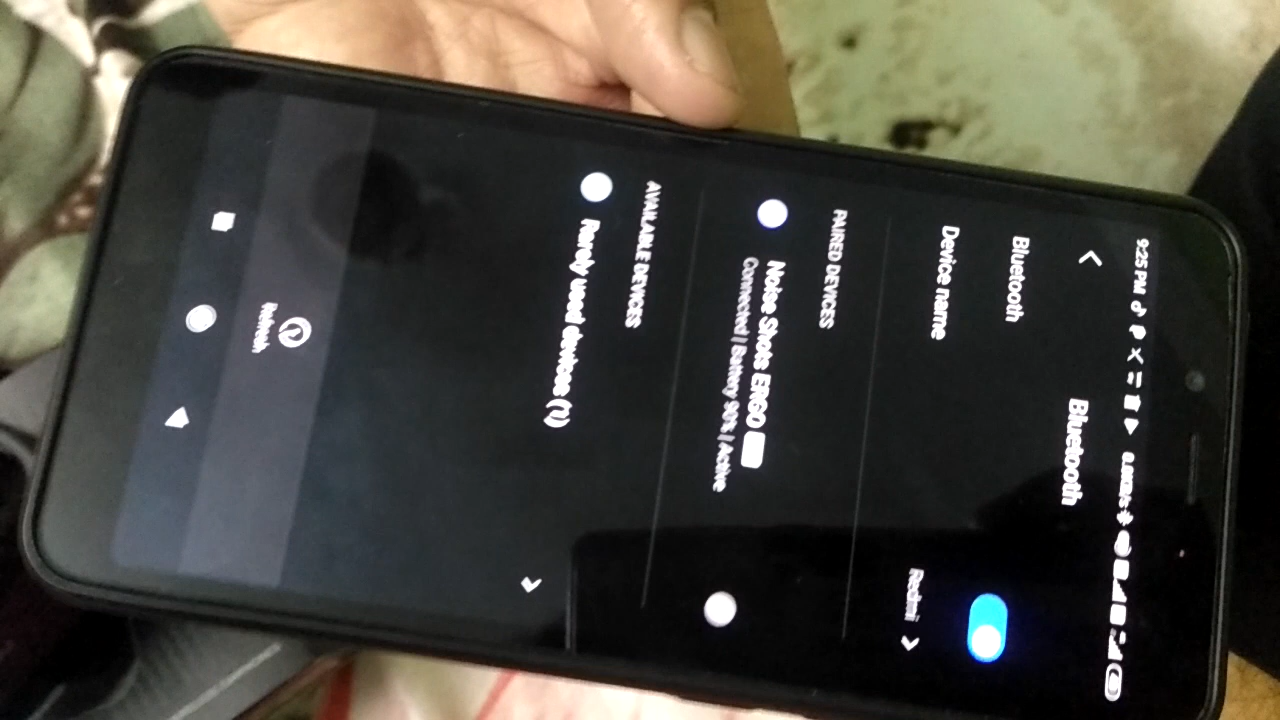 9:25 PM
Bluetooth
Bluetooth
Device name
Redmi
PAIRED DEVICES
Noise Shots ERGO
Connected | Battery 90% | Active
AVAILABLE DEVICES
Rarely used devices (1)
Refresh